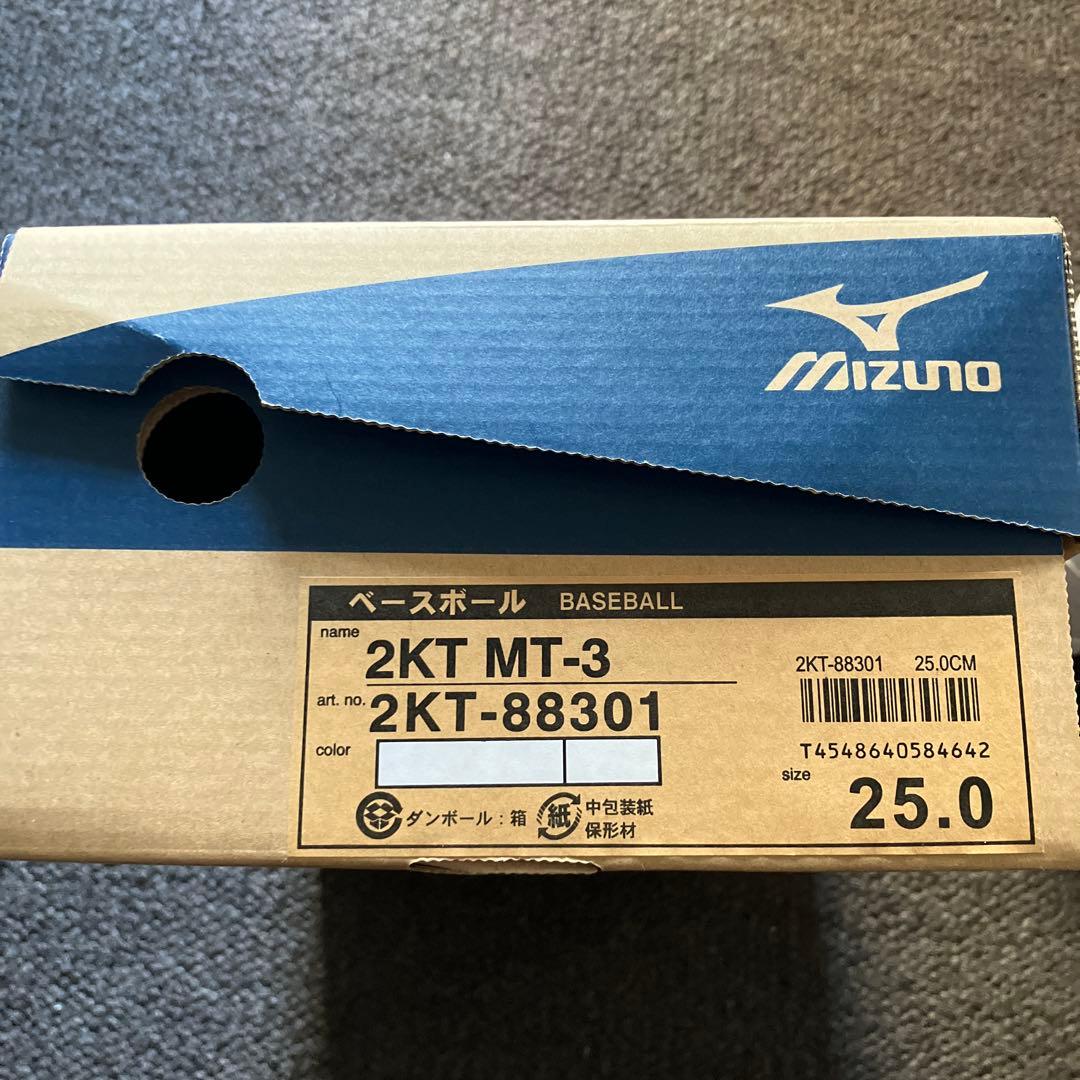 MIZUNO
ベースボール BASEBALL
name 2KT MT-3
art. no. 2KT-88301
color
2KT-88301 25.0CM
T4548640584642
size 25.0
ダンボール : 箱 紙 中包装紙
保形材